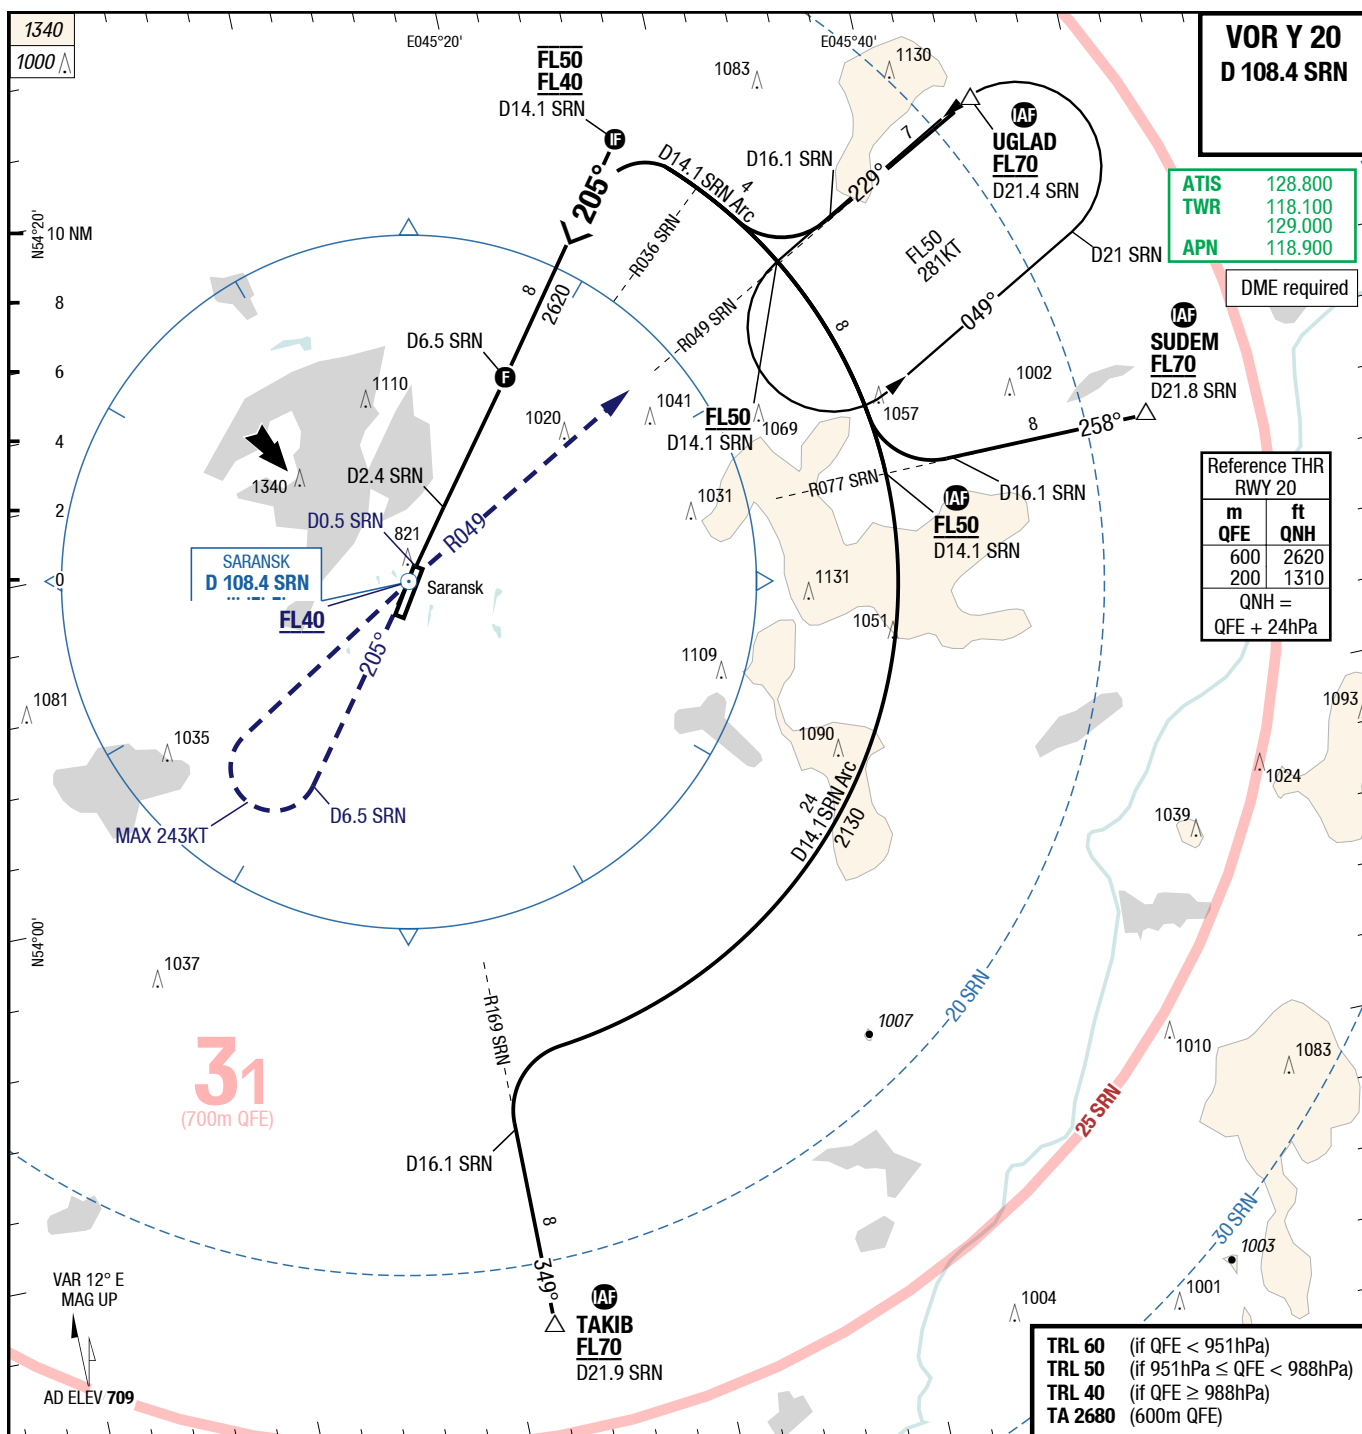 1340
1000
E045°20'
E045°40'
VOR Y 20
D 108.4 SRN
FL50
FL40
D14.1 SRN
IF
1083
1130
IAF
UGLAD
FL70
D21.4 SRN
7
229°
D16.1 SRN
D14.1 SRN Arc
4
205°
ATIS 128.800
TWR 118.100
129.000
APN 118.900
N54°20'
10 NM
R036 SRN
FL50
281KT
D21 SRN
DME required
8
2620
R049 SRN
8
049°
IAF
SUDEM
FL70
D21.8 SRN
8
D6.5 SRN
F
6
1110
1020
1041
FL50
D14.1 SRN
1069
1057
1002
8
258°
4
1340
D2.4 SRN
R077 SRN
D16.1 SRN
Reference THR
RWY 20
m ft
QFE QNH
600 2620
200 1310
QNH =
QFE + 24hPa
2
D0.5 SRN
R049
1031
IAF
FL50
D14.1 SRN
821
SARANSK
D 108.4 SRN
0
Saransk
FL40
1131
1051
205°
1109
1081
1035
1090
1093
1024
MAX 243KT
D6.5 SRN
24
D14.1 SRN Arc
2130
1039
N54°00'
1037
R169 SRN
20 SRN
1007
1010
1083
31
(700m QFE)
25 SRN
D16.1 SRN
8
349°
30 SRN
1003
VAR 12° E
MAG UP
IAF
TAKIB
FL70
D21.9 SRN
1004
1001
AD ELEV 709
TRL 60 (if QFE < 951hPa)
TRL 50 (if 951hPa ≤ QFE < 988hPa)
TRL 40 (if QFE ≥ 988hPa)
TA 2680 (600m QFE)